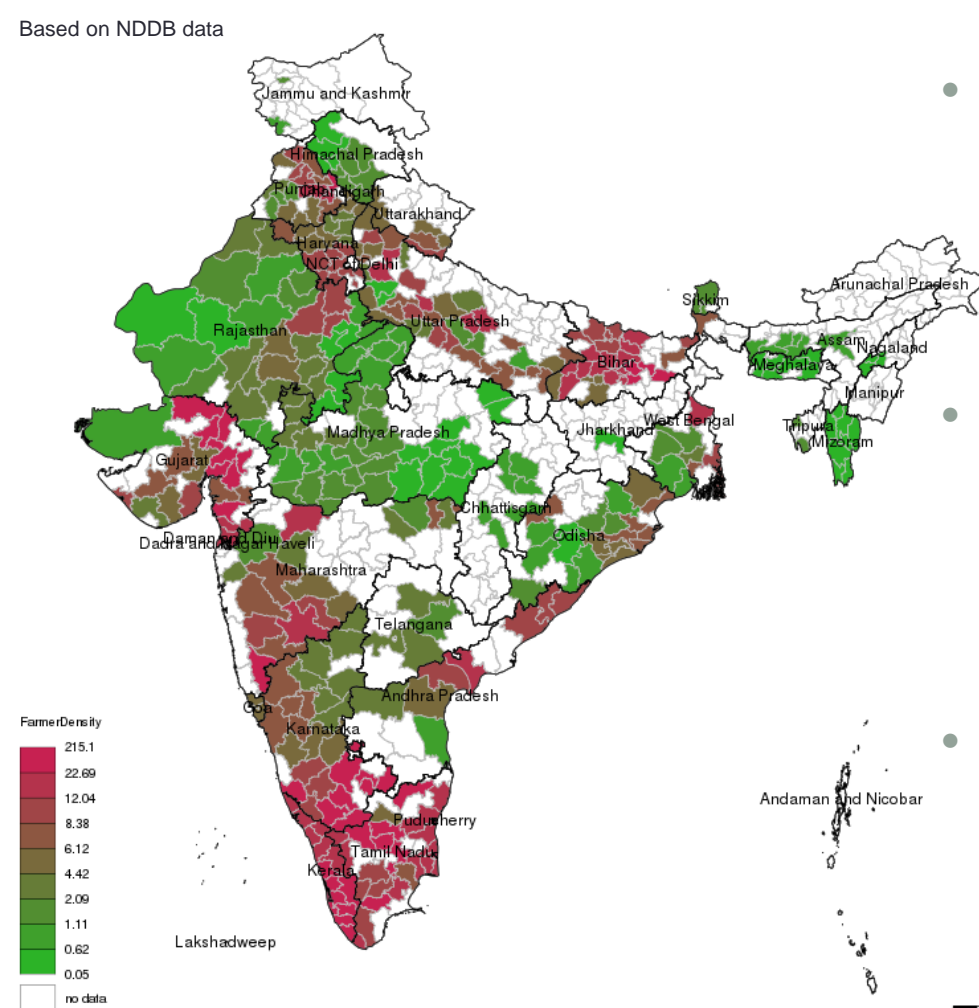 Based on NDDB data
Jammu and Kashmir
Himachal Pradesh
Punjab
Chandigarh
Uttarakhand
Haryana
NCT of Delhi
Arunachal Pradesh
Sikkim
Rajasthan
Uttar Pradesh
Assam
Nagaland
Bihar
Meghalaya
Manipur
Madhya Pradesh
Jharkhand
West Bengal
Tripura
Mizoram
Gujarat
Chhattisgarh
Daman and Diu
Dadra and Nagar Haveli
Odisha
Maharashtra
Telangana
Goa
Andhra Pradesh
Karnataka
FarmerDensity
215.1
22.69
12.04
8.38
6.12
4.42
2.09
1.11
0.62
0.05
no data
Andaman and Nicobar
Puducherry
Tamil Nadu
Kerala
Lakshadweep